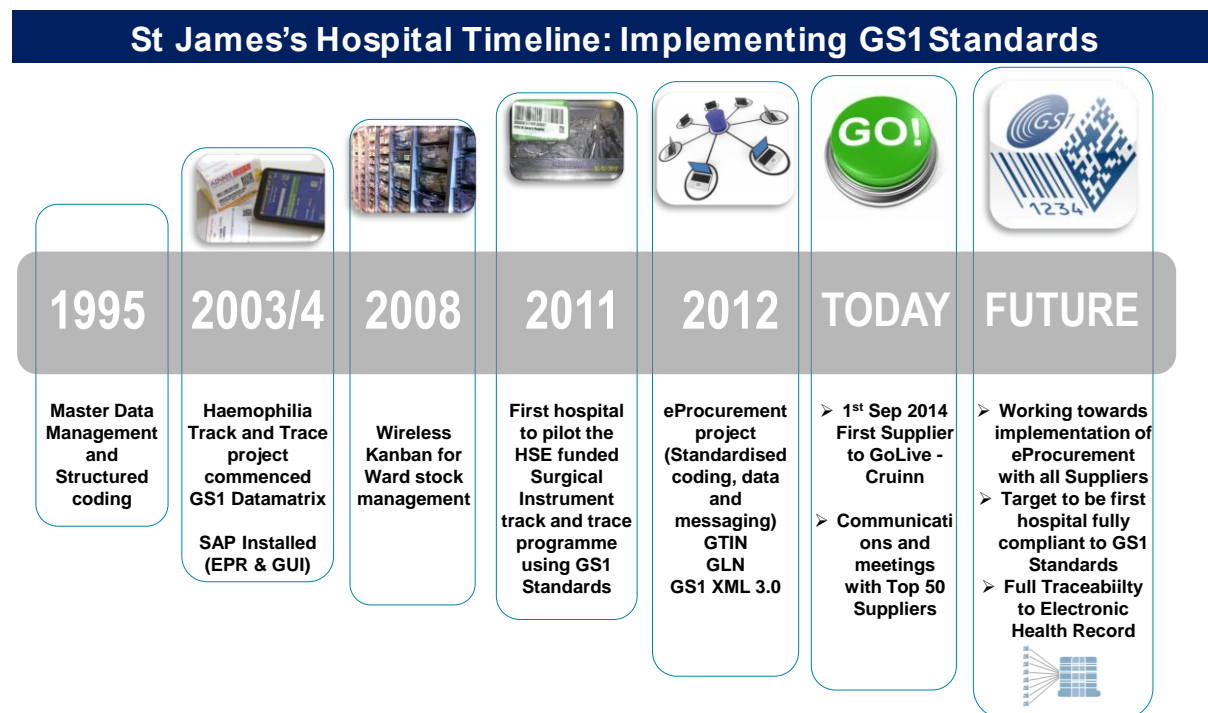 St James's Hospital Timeline: Implementing GS1 Standards
GO!
GS1
1234
1995
2003/4
2008
2011
2012
TODAY
FUTURE
Master Data
Management
and
Structured
coding
Haemophilia
Track and Trace
project
commenced
GS1 Datamatrix
SAP Installed
(EPR & GUI)
Wireless
Kanban for
Ward stock
management
First hospital
to pilot the
HSE funded
Surgical
Instrument
track and trace
programme
using GS1
Standards
eProcurement
project
(Standardised
coding, data
and
messaging)
GTIN
GLN
GS1 XML 3.0
➢ 1st Sep 2014
First Supplier
to GoLive -
Cruinn
➢ Communicati
ons and
meetings
with Top 50
Suppliers
➢ Working towards
implementation of
eProcurement
with all Suppliers
➢ Target to be first
hospital fully
compliant to GS1
Standards
➢ Full Traceabiilty
to Electronic
Health Record